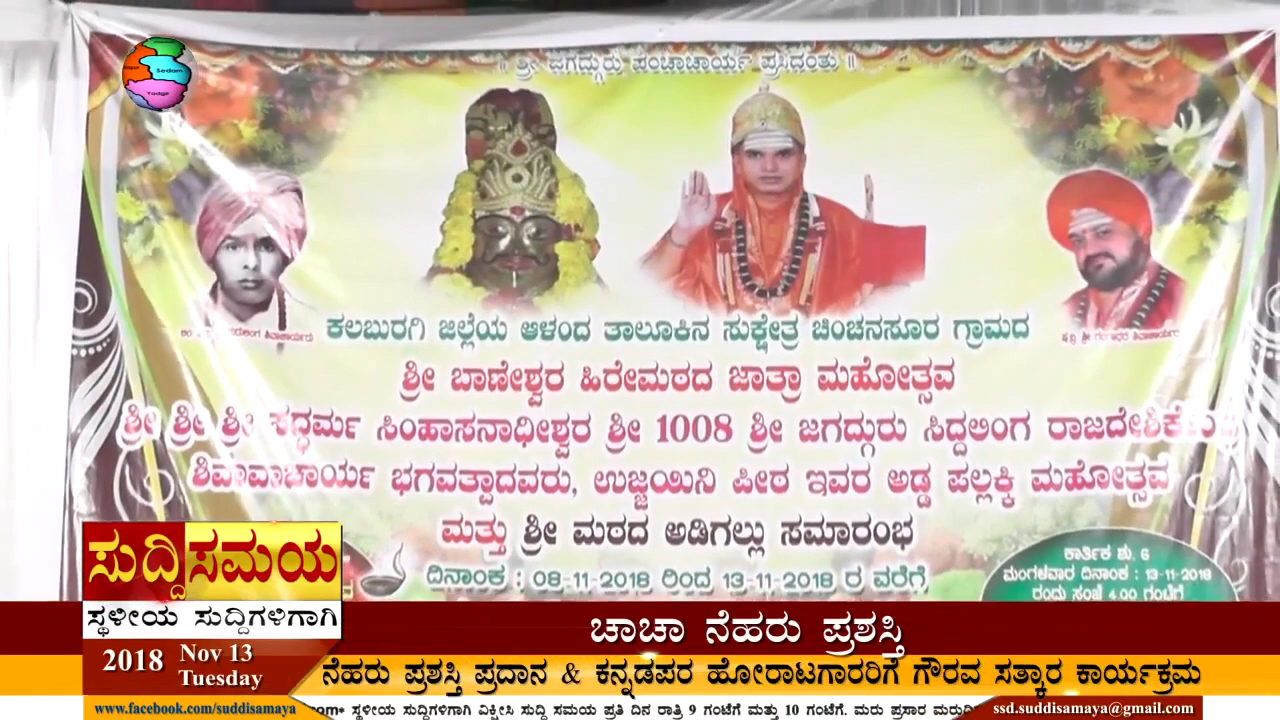 ॥ ಶ್ರೀ ಜಗದ್ಗುರು ಪಂಚಾಚಾರ್ಯ ಪ್ರಸಿದಂತು ॥
Sedam
ಶಿವಾಚಾರ್ಯರು
ಶಿವಾಚಾರ್ಯರು
ಕಲಬುರಗಿ ಜಿಲ್ಲೆಯ ಆಳಂದ ತಾಲೂಕಿನ ಸುಕ್ಷೇತ್ರ ಚಿಂಚನಸೂರ ಗ್ರಾಮದ
ಶ್ರೀ ಬಾಣೇಶ್ವರ ಹಿರೇಮಠದ ಜಾತ್ರಾ ಮಹೋತ್ಸವ
ಶ್ರೀ ಶ್ರೀ ಶ್ರೀ ಸದ್ಧರ್ಮ ಸಿಂಹಾಸನಾಧೀಶ್ವರ ಶ್ರೀ 1008 ಶ್ರೀ ಜಗದ್ಗುರು ಸಿದ್ದಲಿಂಗ
ಶಿವಾವಾಚಾರ್ಯ ಭಗವತ್ಪಾದವರು, ಉಜ್ಜಯಿನಿ ಪೀಠ ಇವರ ಅಡ್ಡ ಪಲ್ಲಕ್ಕಿ ಮಹೋತ್ಸವ
ಮತ್ತು ಶ್ರೀ ಮಠದ ಅಡಿಗಲ್ಲು ಸಮಾರಂಭ
ದಿನಾಂಕ : 08-11-2018 ರಿಂದ 13-11-2018 ರ ವರೆಗೆ,
ಕಾರ್ತಿಕ ಶು. 6
ಮಂಗಳವಾರ ದಿನಾಂಕ : 13-11-2018
ರಂದು ಸಂಜೆ 4.00 ಗಂಟೆಗೆ
ಸುದ್ದಿ ಸಮಯ
ಸ್ಥಳೀಯ ಸುದ್ದಿಗಳಿಗಾಗಿ
2018 Nov 13 Tuesday
ಚಾಚಾ ನೆಹರು ಪ್ರಶಸ್ತಿ
ನೆಹರು ಪ್ರಶಸ್ತಿ ಪ್ರದಾನ & ಕನ್ನಡಪರ ಹೋರಾಟಗಾರರಿಗೆ ಗೌರವ ಸತ್ಕಾರ ಕಾರ್ಯಕ್ರಮ
www.facebook.com/suddisamaya
com* ಸ್ಥಳೀಯ ಸುದ್ದಿಗಳಿಗಾಗಿ ವಿಕ್ಷೀಸಿ ಸುದ್ದಿ ಸಮಯ ಪ್ರತಿ ದಿನ ರಾತ್ರಿ 9 ಗಂಟೆಗೆ ಮತ್ತು 10 ಗಂಟೆಗೆ. ಮರು ಪ್ರಸಾರ
ssd.suddisamaya@gmail.com